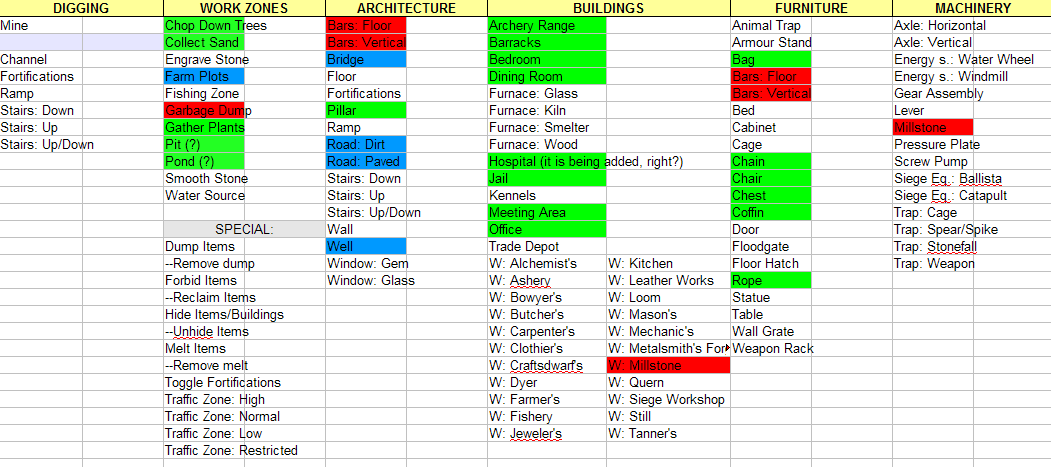 DIGGING
Mine
Channel
Fortifications
Ramp
Stairs: Down
Stairs: Up
Stairs: Up/Down
WORK ZONES
Chop Down Trees
Collect Sand
Engrave Stone
Farm Plots
Fishing Zone
Garbage Dump
Gather Plants
Pit (?)
Pond (?)
Smooth Stone
Water Source
SPECIAL:
Dump Items
--Remove dump
Forbid Items
--Reclaim Items
Hide Items/Buildings
--Unhide Items
Melt Items
--Remove melt
Toggle Fortifications
Traffic Zone: High
Traffic Zone: Normal
Traffic Zone: Low
Traffic Zone: Restricted
ARCHITECTURE
Bars: Floor
Bars: Vertical
Bridge
Floor
Fortifications
Pillar
Ramp
Road: Dirt
Road: Paved
Stairs: Down
Stairs: Up
Stairs: Up/Down
Wall
Well
Window: Gem
Window: Glass
BUILDINGS
Archery Range
Barracks
Bedroom
Dining Room
Furnace: Glass
Furnace: Kiln
Furnace: Smelter
Furnace: Wood
Hospital (it is being added, right?)
Jail
Kennels
Meeting Area
Office
Trade Depot
W: Alchemist's
W: Ashery
W: Bowyer's
W: Butcher's
W: Carpenter's
W: Clothier's
W: Craftsdwarf's
W: Dyer
W: Farmer's
W: Fishery
W: Jeweler's
W: Kitchen
W: Leather Works
W: Loom
W: Mason's
W: Mechanic's
W: Metalsmith's For
W: Millstone
W: Quern
W: Siege Workshop
W: Still
W: Tanner's
FURNITURE
Animal Trap
Armour Stand
Bag
Bars: Floor
Bars: Vertical
Bed
Cabinet
Cage
Chain
Chair
Chest
Coffin
Door
Floodgate
Floor Hatch
Rope
Statue
Table
Wall Grate
Weapon Rack
MACHINERY
Axle: Horizontal
Axle: Vertical
Energy s.: Water Wheel
Energy s.: Windmill
Gear Assembly
Lever
Millstone
Pressure Plate
Screw Pump
Siege Eq.: Ballista
Siege Eq.: Catapult
Trap: Cage
Trap: Spear/Spike
Trap: Stonefall
Trap: Weapon